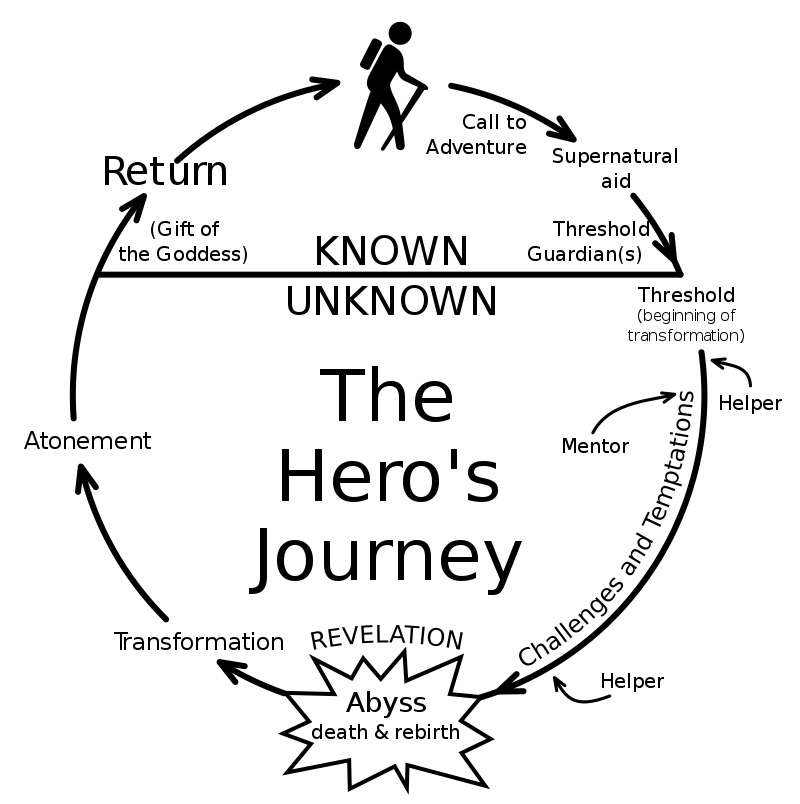 Call to
Adventure
Supernatural
aid
Return
(Gift of
the Goddess)
KNOWN
Threshold
Guardian(s)
UNKNOWN
Threshold
(beginning of
transformation)
The
Hero's
Journey
Helper
Mentor
Challenges and Temptations
Atonement
Transformation
REVELATION
Helper
Abyss
death & rebirth